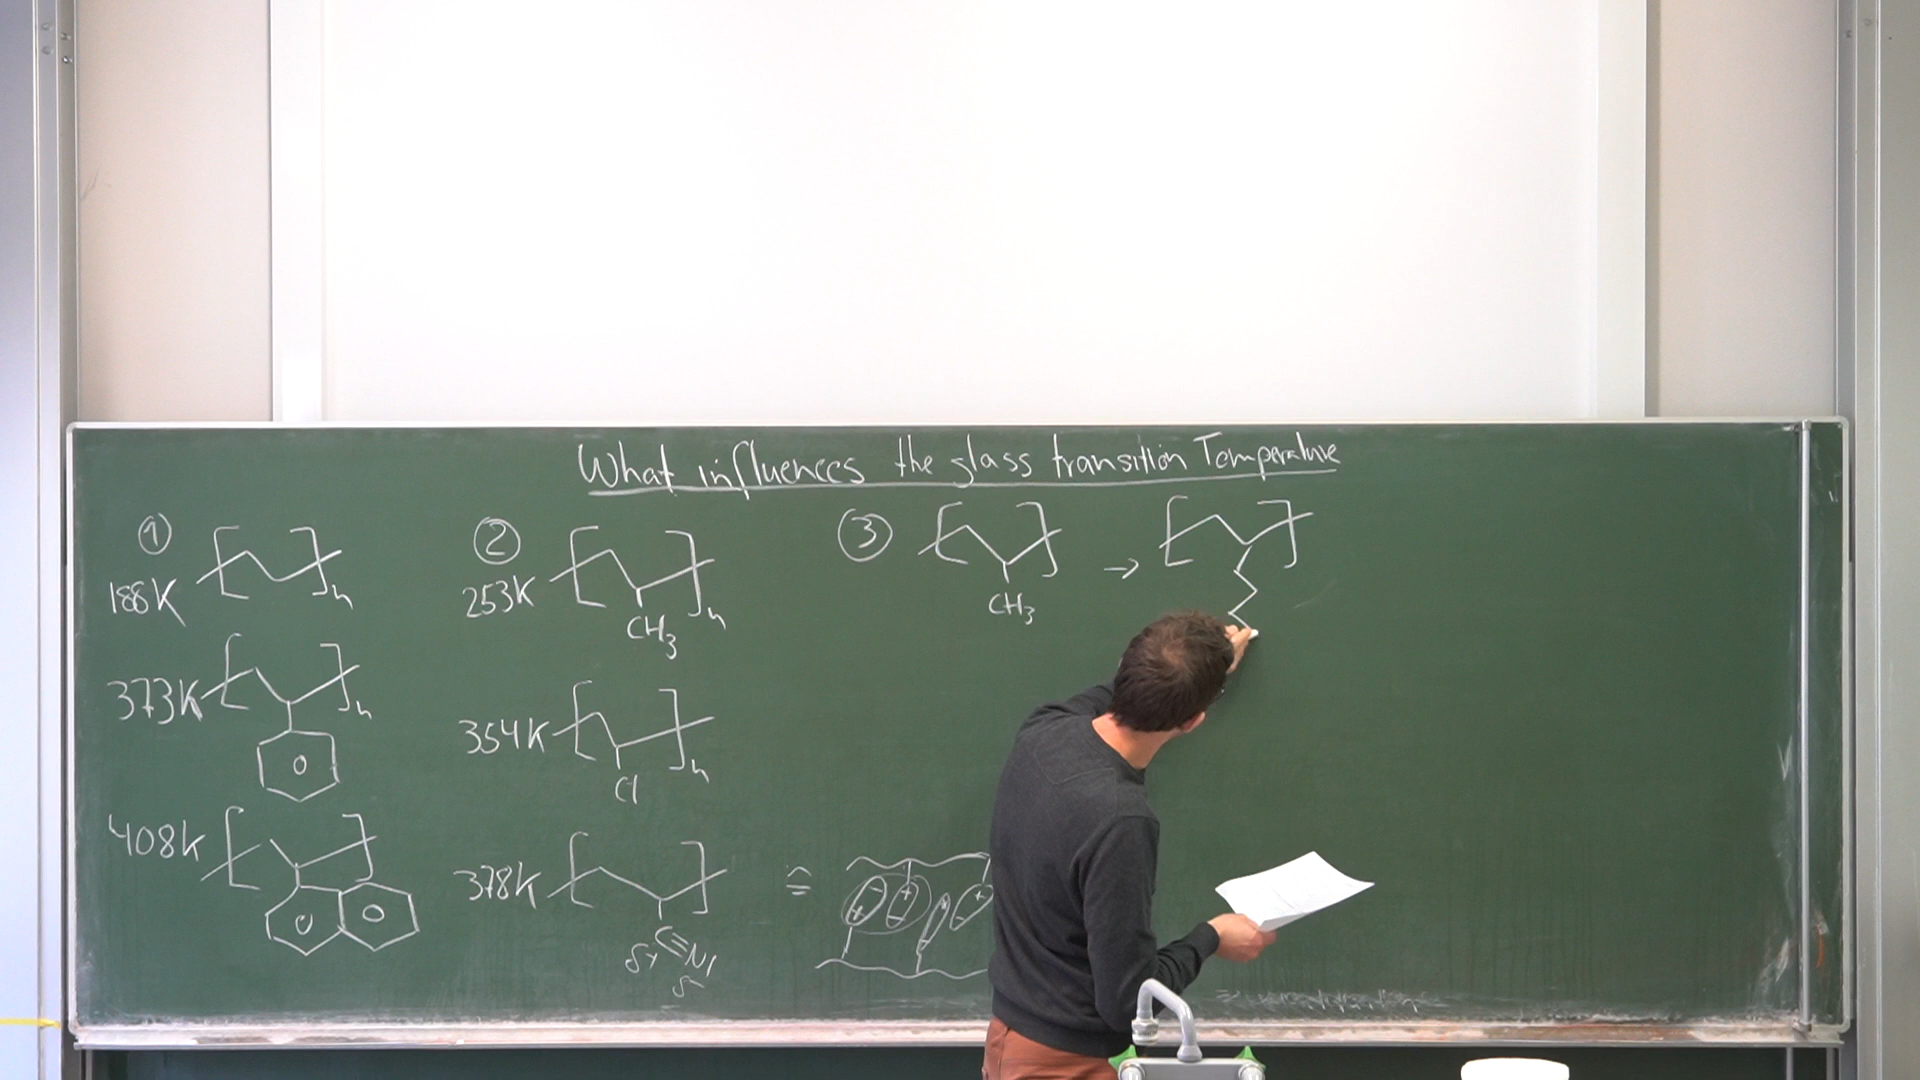 What influences the glass transition Temperature
①
188K
n
373K
n
408K
②
253K
CH3
n
354K
Cl
n
378K
C≡N
δ+
δ-
≙
③
CH3
→